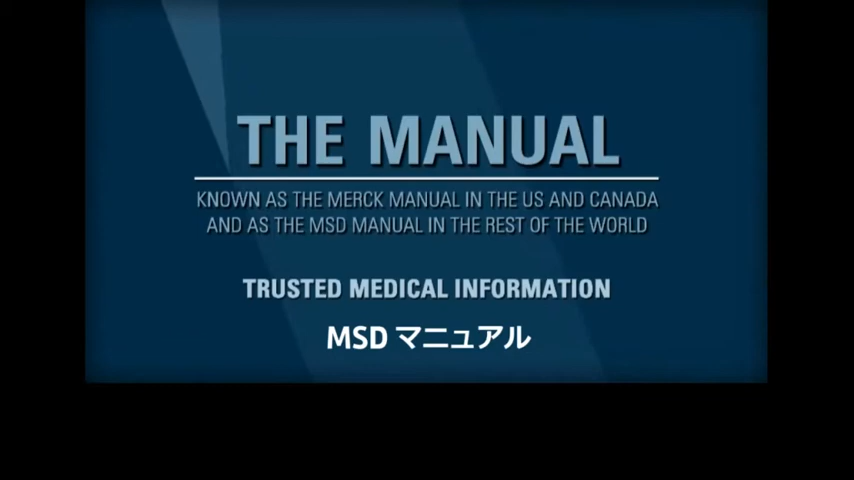 THE MANUAL
KNOWN AS THE MERCK MANUAL IN THE US AND CANADA
AND AS THE MSD MANUAL IN THE REST OF THE WORLD
TRUSTED MEDICAL INFORMATION
MSD マニュアル